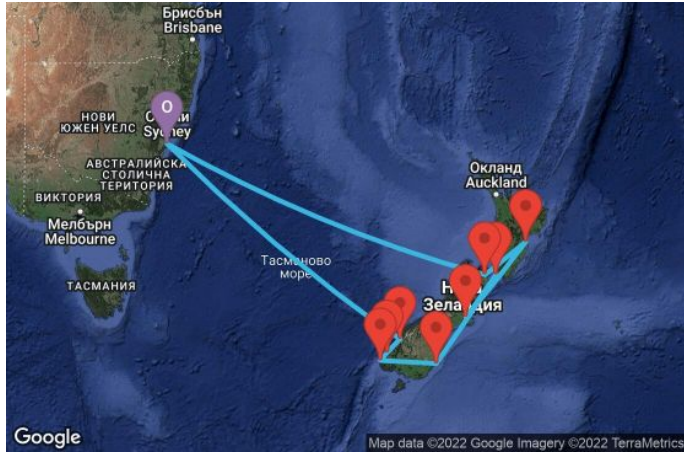 Брисбън
Brisbane
НОВИ
ЮЖЕН УЕЛС
O
Sydney
АВСТРАЛИЙСКА
СТОЛИЧНА
ТЕРИТОРИЯ
ВИКТОРИЯ
Мелбърн
Melbourne
ТАСМАНИЯ
Тасманово
море
Окланд
Auckland
Зеландия
Google
Map data ©2022 Google Imagery ©2022 TerraMetrics